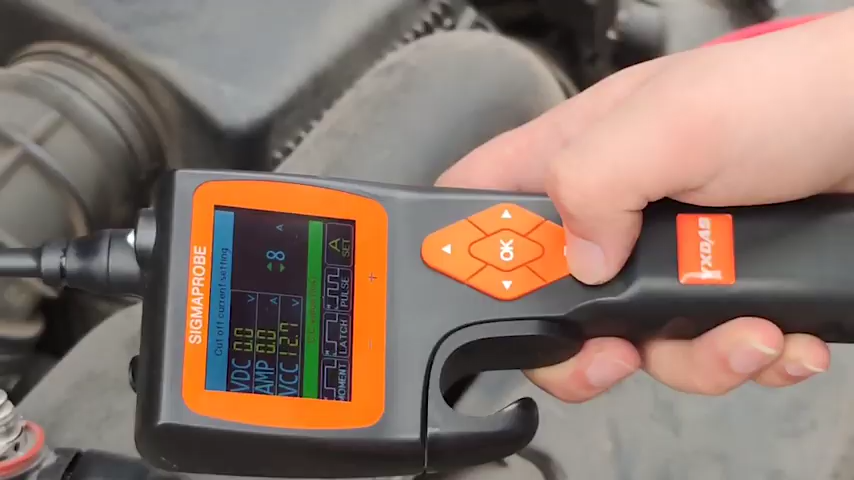 SIGMAPROBE
Cut off current setting
8 A
VDC 0.0 V
AMP 0.0 A
VCC 12.7 V
MOMENT
LATCH
PULSE
A
SET
+
-
OK
YXDAS